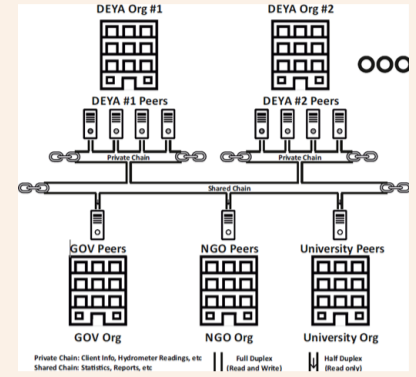 DEYA Org #1
DEYA Org #2
DEYA #1 Peers
DEYA #2 Peers
Private Chain
Private Chain
Shared Chain
GOV Peers
NGO Peers
University Peers
GOV Org
NGO Org
University Org
Private Chain: Client Info, Hydrometer Readings, etc
Shared Chain: Statistics, Reports, etc
Full Duplex
(Read and Write)
Half Duplex
(Read only)